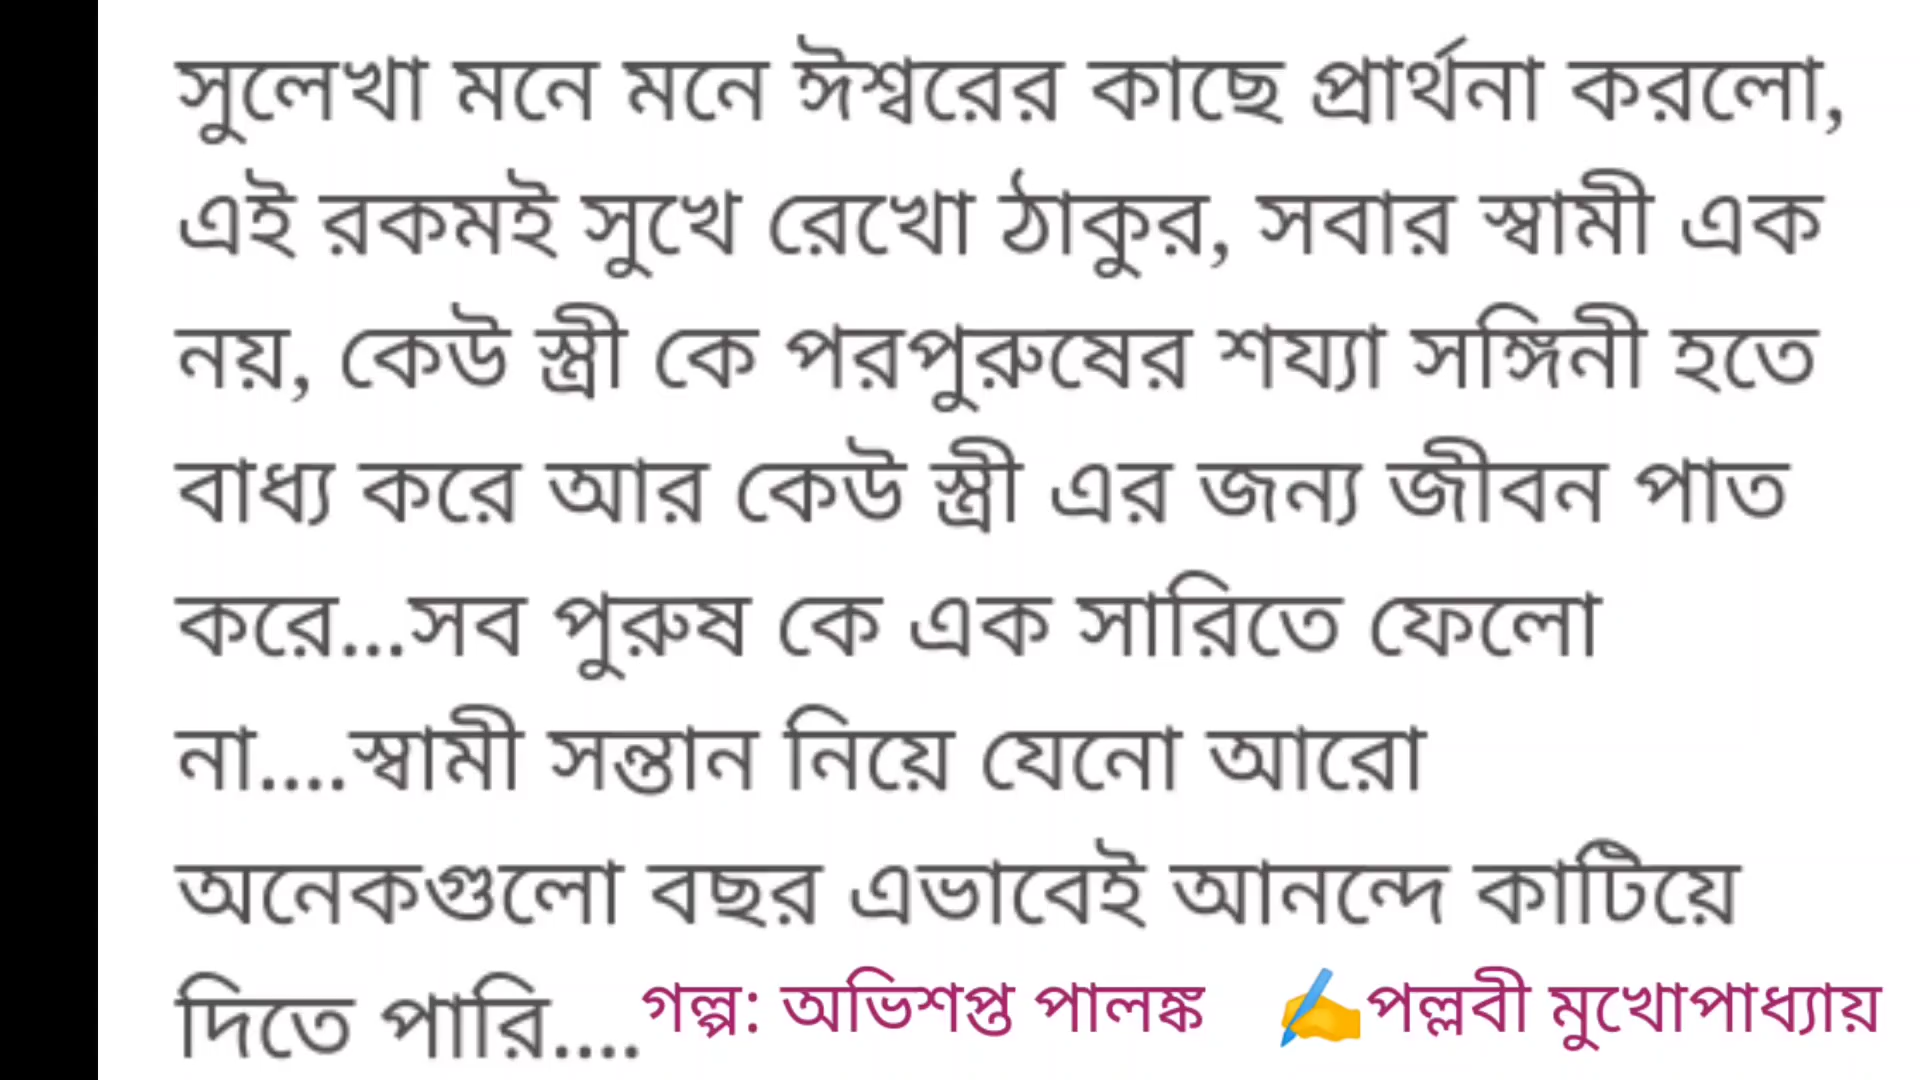 সুলেখা মনে মনে ঈশ্বরের কাছে প্রার্থনা করলো,
এই রকমই সুখে রেখো ঠাকুর, সবার স্বামী এক
নয়, কেউ স্ত্রী কে পরপুরুষের শয্যা সঙ্গিনী হতে
বাধ্য করে আর কেউ স্ত্রী এর জন্য জীবন পাত
করে...সব পুরুষ কে এক সারিতে ফেলো
না....স্বামী সন্তান নিয়ে যেনো আরো
অনেকগুলো বছর এভাবেই আনন্দে কাটিয়ে
দিতে পারি....
গল্প: অভিশপ্ত পালঙ্ক ✍️পল্লবী মুখোপাধ্যায়